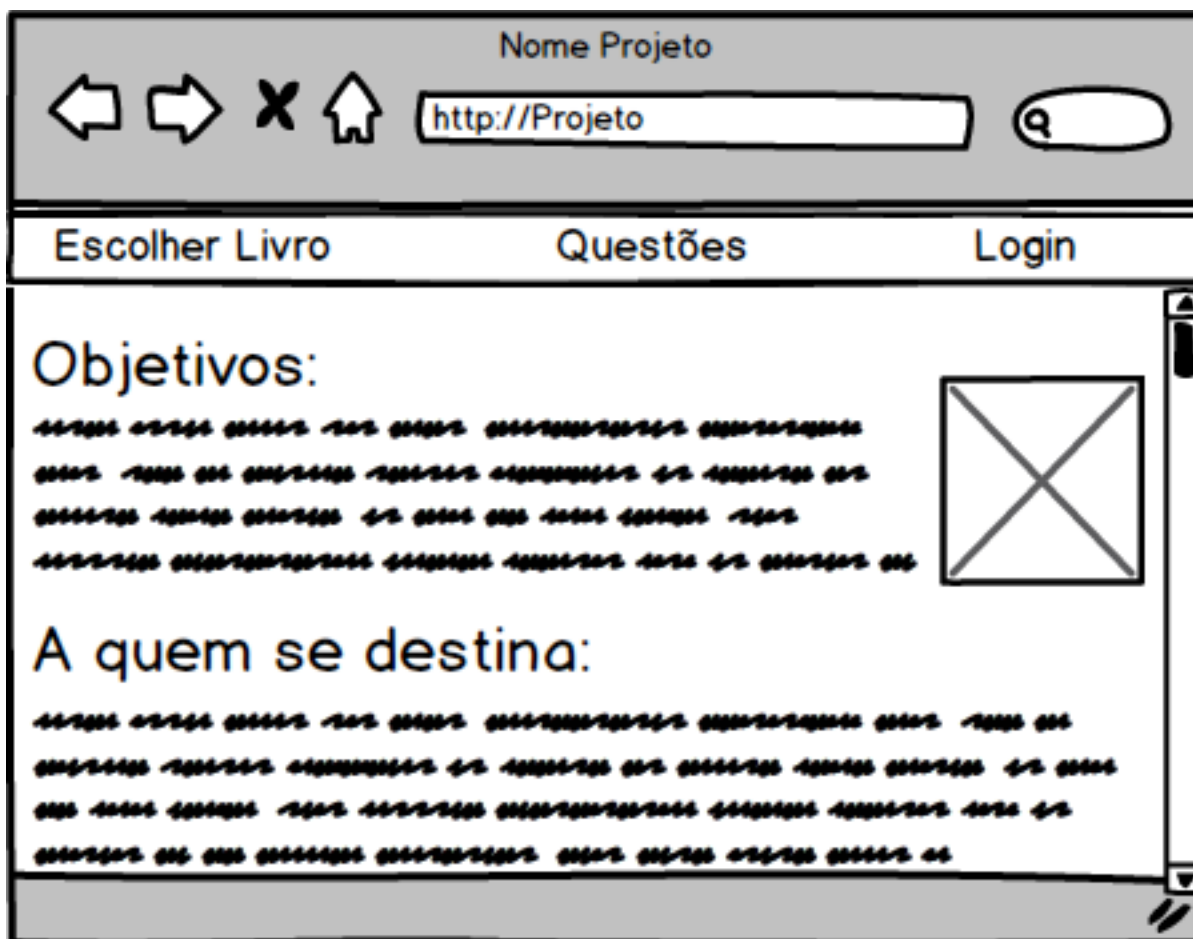 Nome Projeto
http://Projeto
Escolher Livro Questões Login
Objetivos:
A quem se destina: